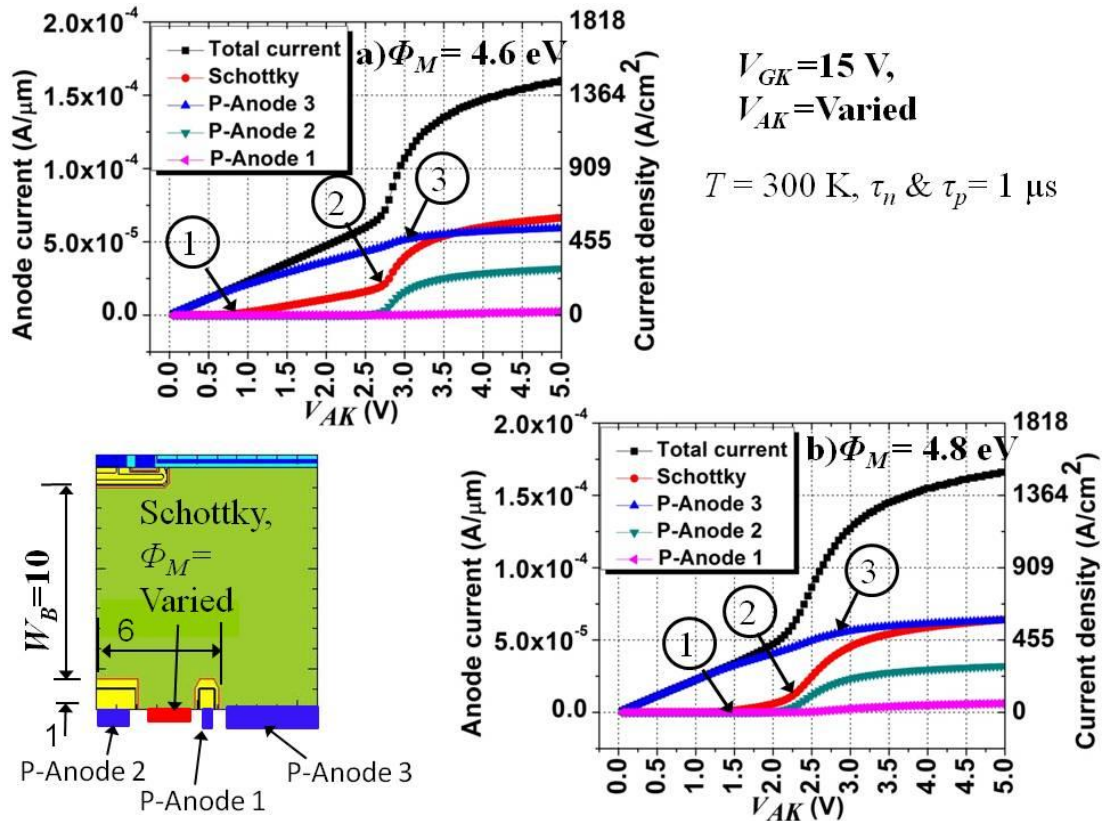 a) Φ_M = 4.6 eV
Total current
Schottky
P-Anode 3
P-Anode 2
P-Anode 1
Anode current (A/μm)
2.0x10⁻⁴
1.5x10⁻⁴
1.0x10⁻⁴
5.0x10⁻⁵
0.0
1818
1364
909
455
0
Current density (A/cm²)
1
2
3
0.0 0.5 1.0 1.5 2.0 2.5 3.0 3.5 4.0 4.5 5.0
V_AK (V)
V_GK=15 V,
V_AK=Varied
T = 300 K, τ_n & τ_p= 1 μs
Schottky,
Φ_M=
Varied
W_B=10
6
1
P-Anode 2
P-Anode 1
P-Anode 3
b) Φ_M= 4.8 eV
Total current
Schottky
P-Anode 3
P-Anode 2
P-Anode 1
Anode current (A/μm)
2.0x10⁻⁴
1.5x10⁻⁴
1.0x10⁻⁴
5.0x10⁻⁵
0.0
1818
1364
909
455
0
Current density (A/cm²)
1
2
3
0.0 0.5 1.0 1.5 2.0 2.5 3.0 3.5 4.0 4.5 5.0
V_AK (V)